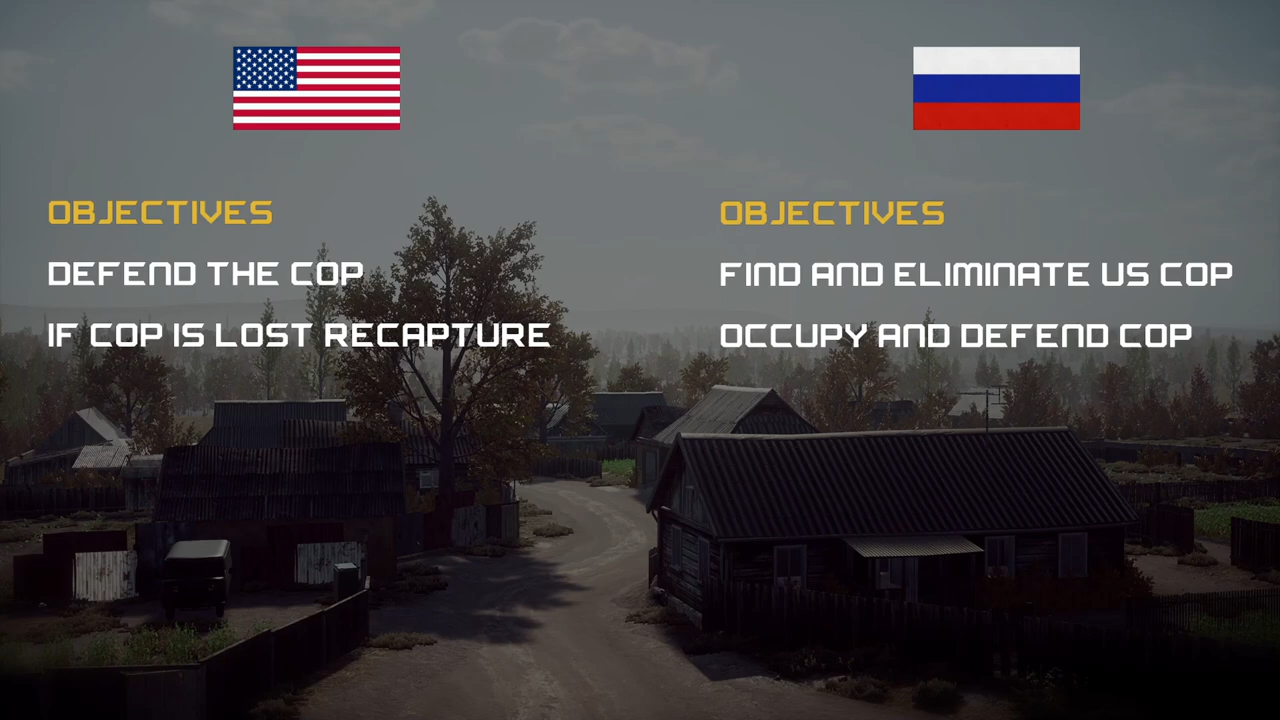 OBJECTIVES
DEFEND THE COP
IF COP IS LOST RECAPTURE
OBJECTIVES
FIND AND ELIMINATE US COP
OCCUPY AND DEFEND COP